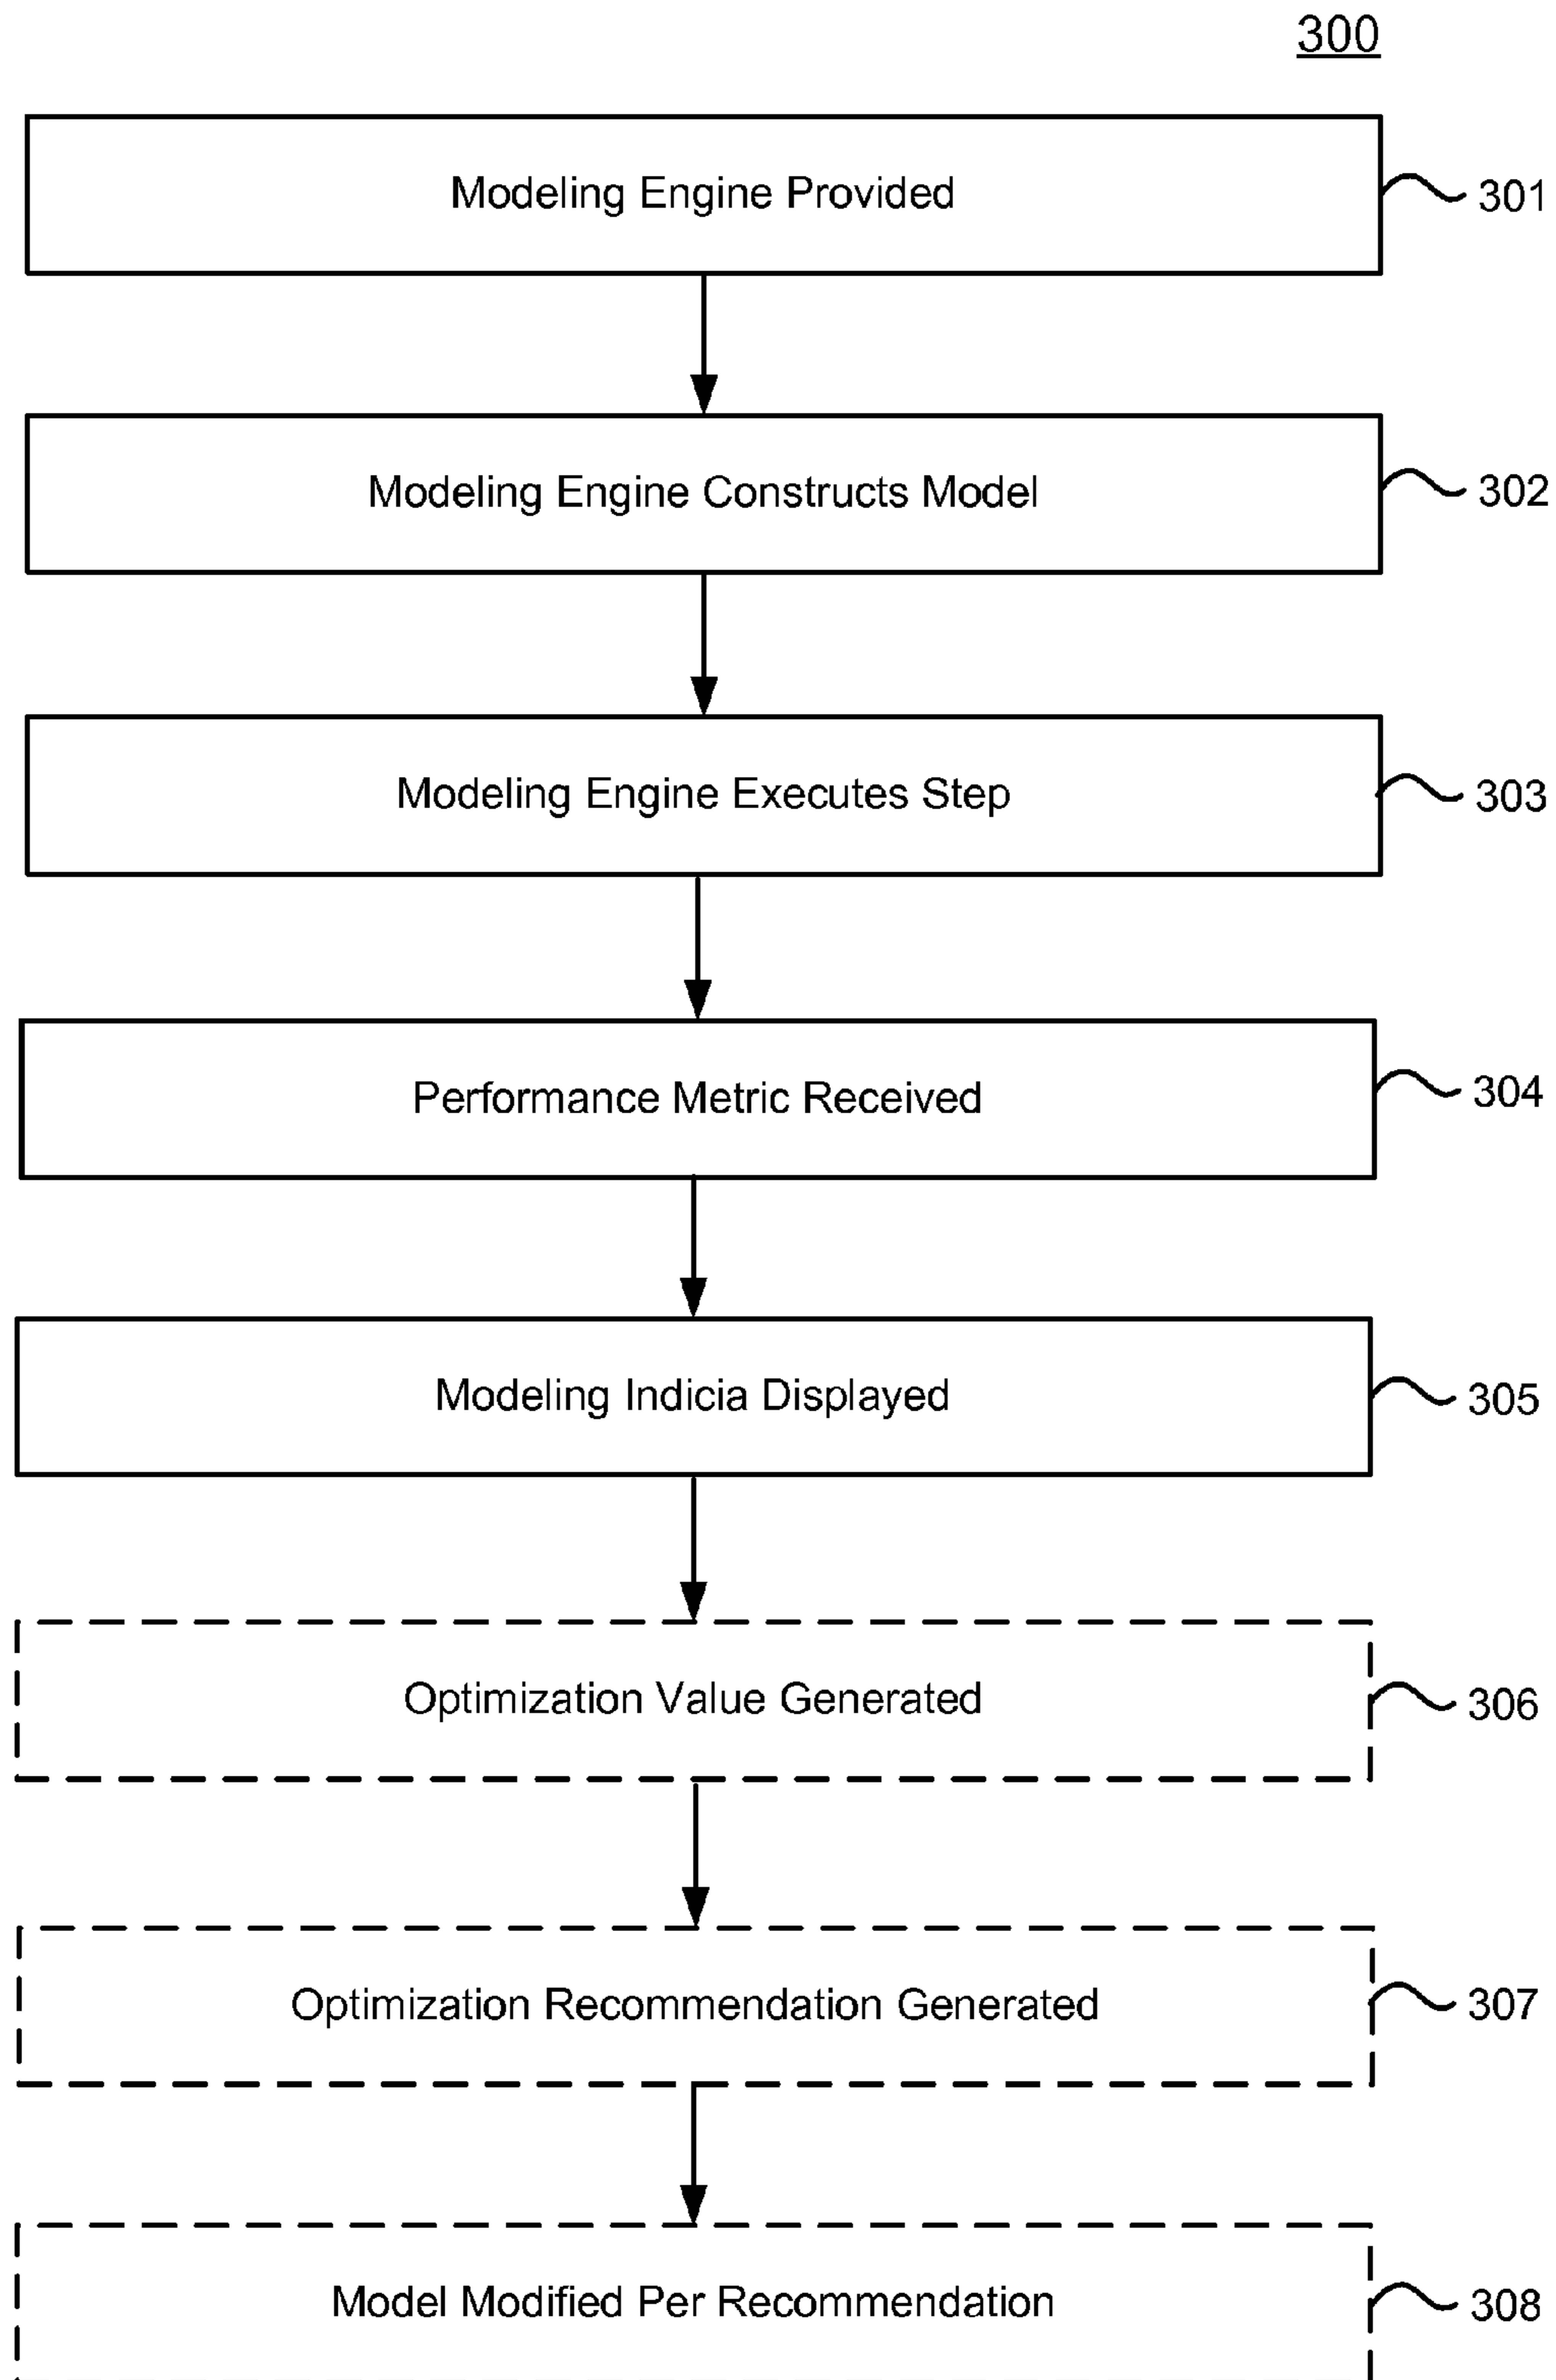 300
Modeling Engine Provided
301
Modeling Engine Constructs Model
302
Modeling Engine Executes Step
303
Performance Metric Received
304
Modeling Indicia Displayed
305
Optimization Value Generated
306
Optimization Recommendation Generated
307
Model Modified Per Recommendation
308